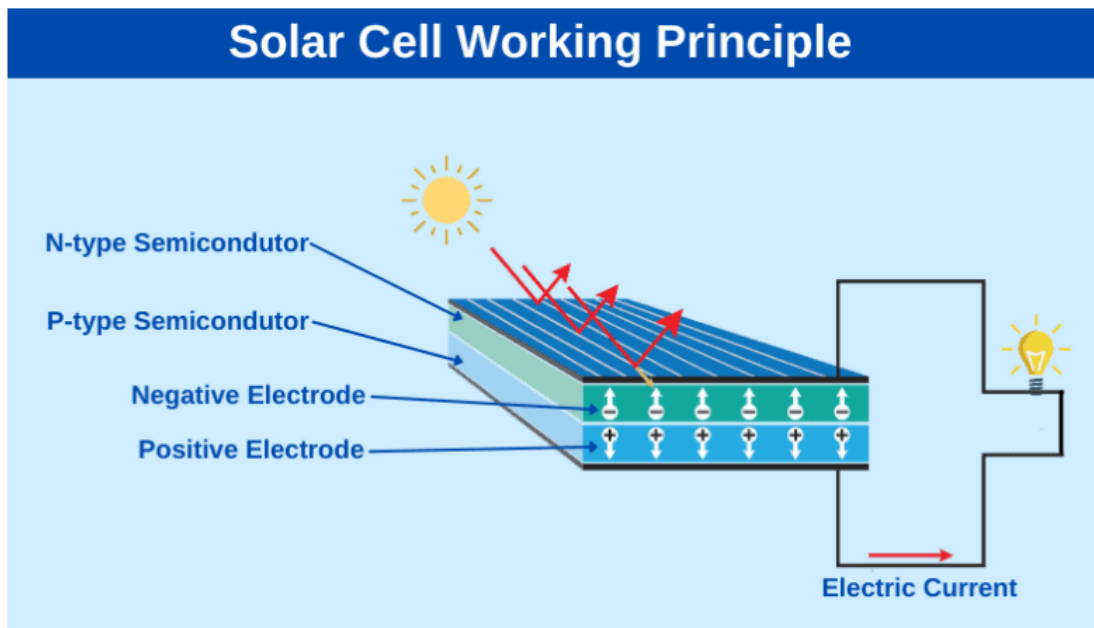 Solar Cell Working Principle
N-type Semicondutor
P-type Semicondutor
Negative Electrode
Positive Electrode
Electric Current